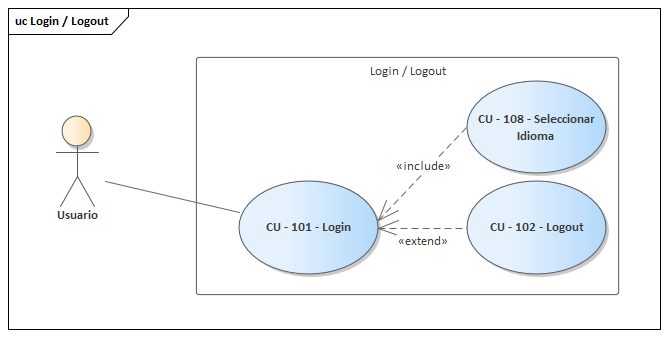 uc Login / Logout
Login / Logout
CU - 108 - Seleccionar
Idioma
«include»
Usuario
CU - 101 - Login
CU - 102 - Logout
«extend»